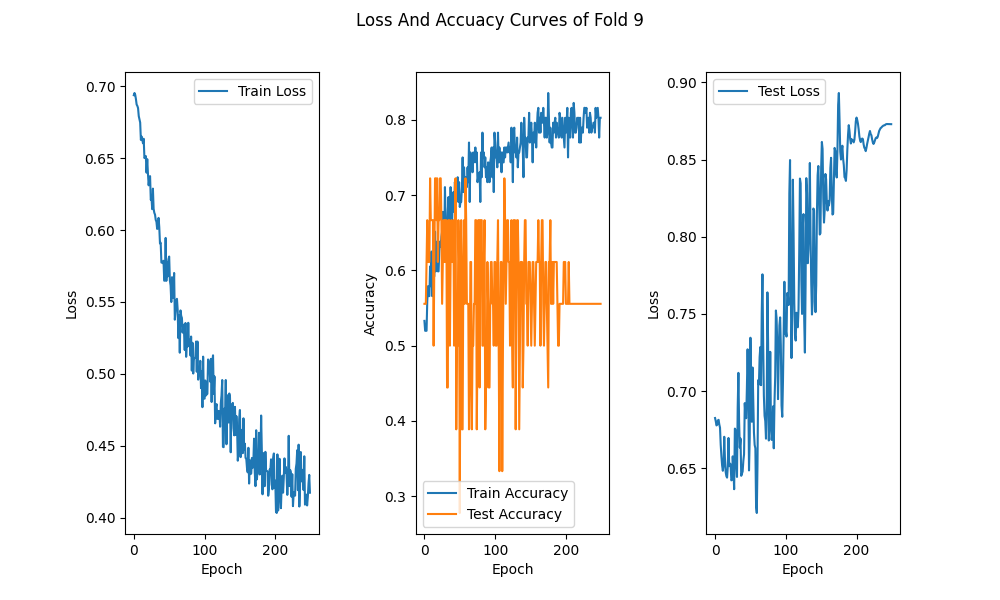 Loss And Accuacy Curves of Fold 9
Train Loss
0.70
0.65
0.60
0.55
0.50
0.45
0.40
Loss
0
100
200
Epoch
0.8
0.7
0.6
0.5
0.4
0.3
Accuracy
Train Accuracy
Test Accuracy
0
100
200
Epoch
Test Loss
0.90
0.85
0.80
0.75
0.70
0.65
Loss
0
100
200
Epoch